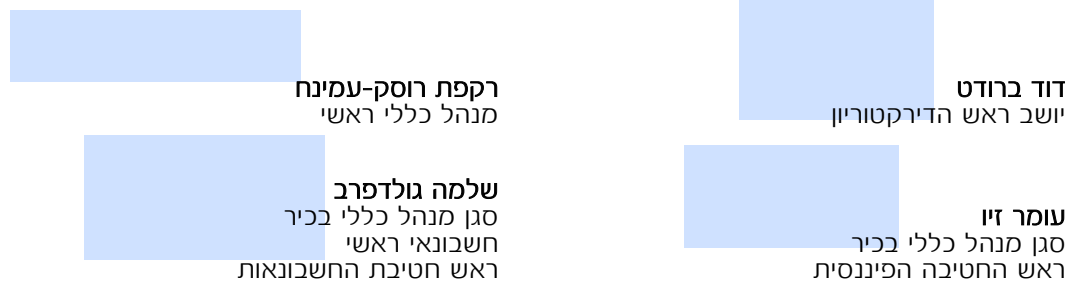 דוד ברודט
יושב ראש הדירקטוריון
רקפת רוסק-עמינח
מנהל כללי ראשי
עומר זיו
סגן מנהל כללי בכיר
ראש החטיבה הפיננסית
שלמה גולדפרב
סגן מנהל כללי בכיר
חשבונאי ראשי
ראש חטיבת החשבונאות